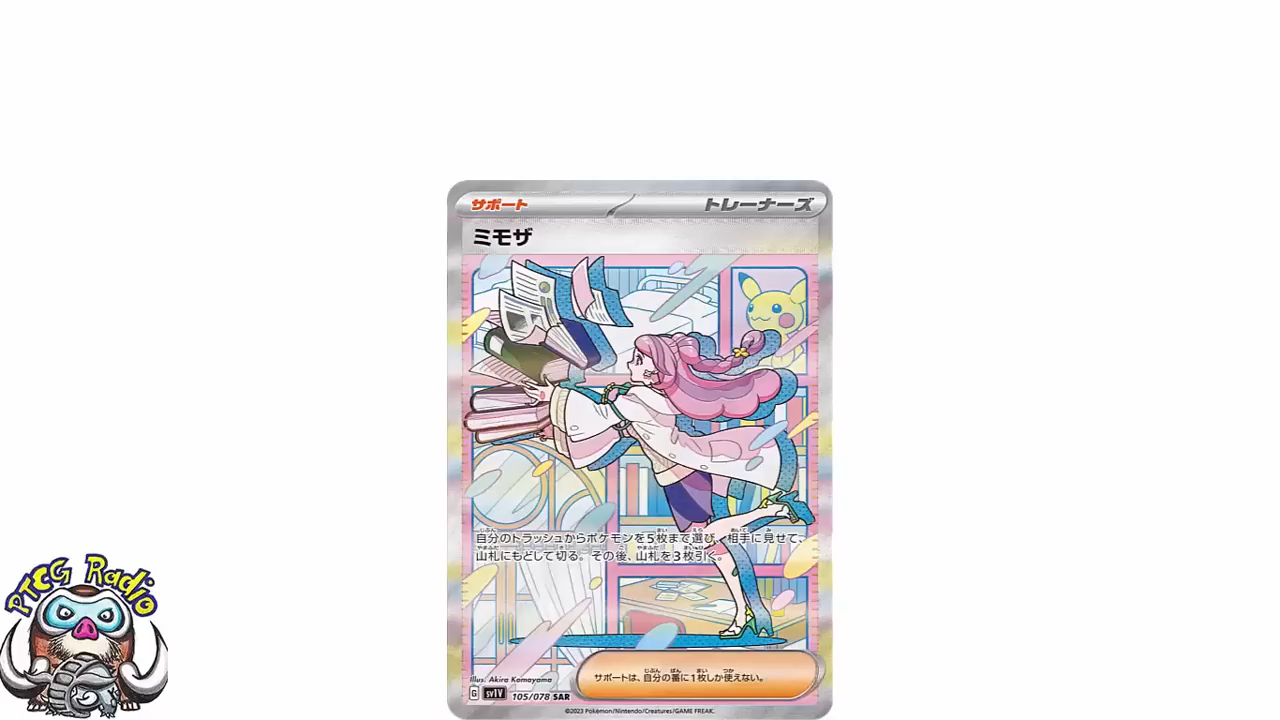 サポート
トレーナーズ
ミモザ
自分のトラッシュからポケモンを5枚まで選び、相手に見せて、
山札にもどして切る。その後、山札を3枚引く。
サポートは、自分の番に1枚しか使えない。
Illus. Akira Komayama
G sv1V 105/078 SAR
©2023 Pokémon/Nintendo/Creatures/GAME FREAK.
PTCG Radio